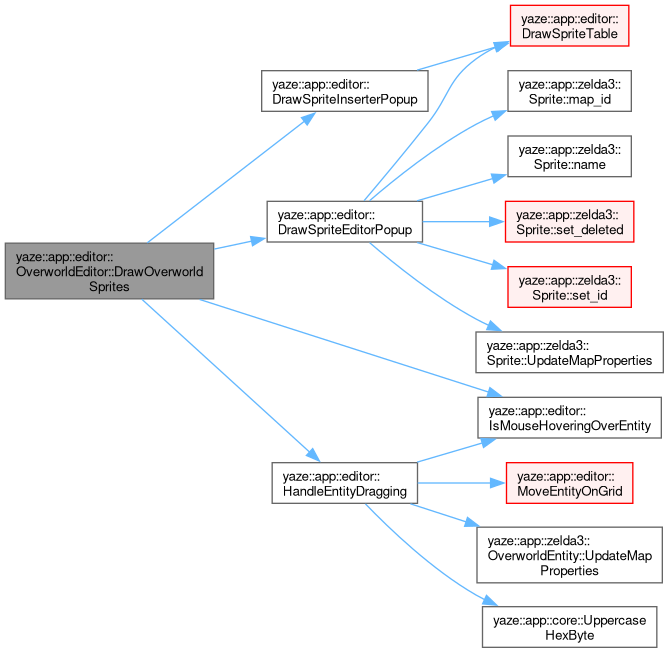 yaze::app::editor::
OverworldEditor::DrawOverworld
Sprites
yaze::app::editor::
DrawSpriteInserterPopup
yaze::app::editor::
DrawSpriteEditorPopup
yaze::app::editor::
HandleEntityDragging
yaze::app::editor::
DrawSpriteTable
yaze::app::zelda3::
Sprite::map_id
yaze::app::zelda3::
Sprite::name
yaze::app::zelda3::
Sprite::set_deleted
yaze::app::zelda3::
Sprite::set_id
yaze::app::zelda3::
Sprite::UpdateMapProperties
yaze::app::editor::
IsMouseHoveringOverEntity
yaze::app::editor::
MoveEntityOnGrid
yaze::app::zelda3::
OverworldEntity::UpdateMap
Properties
yaze::app::core::Uppercase
HexByte